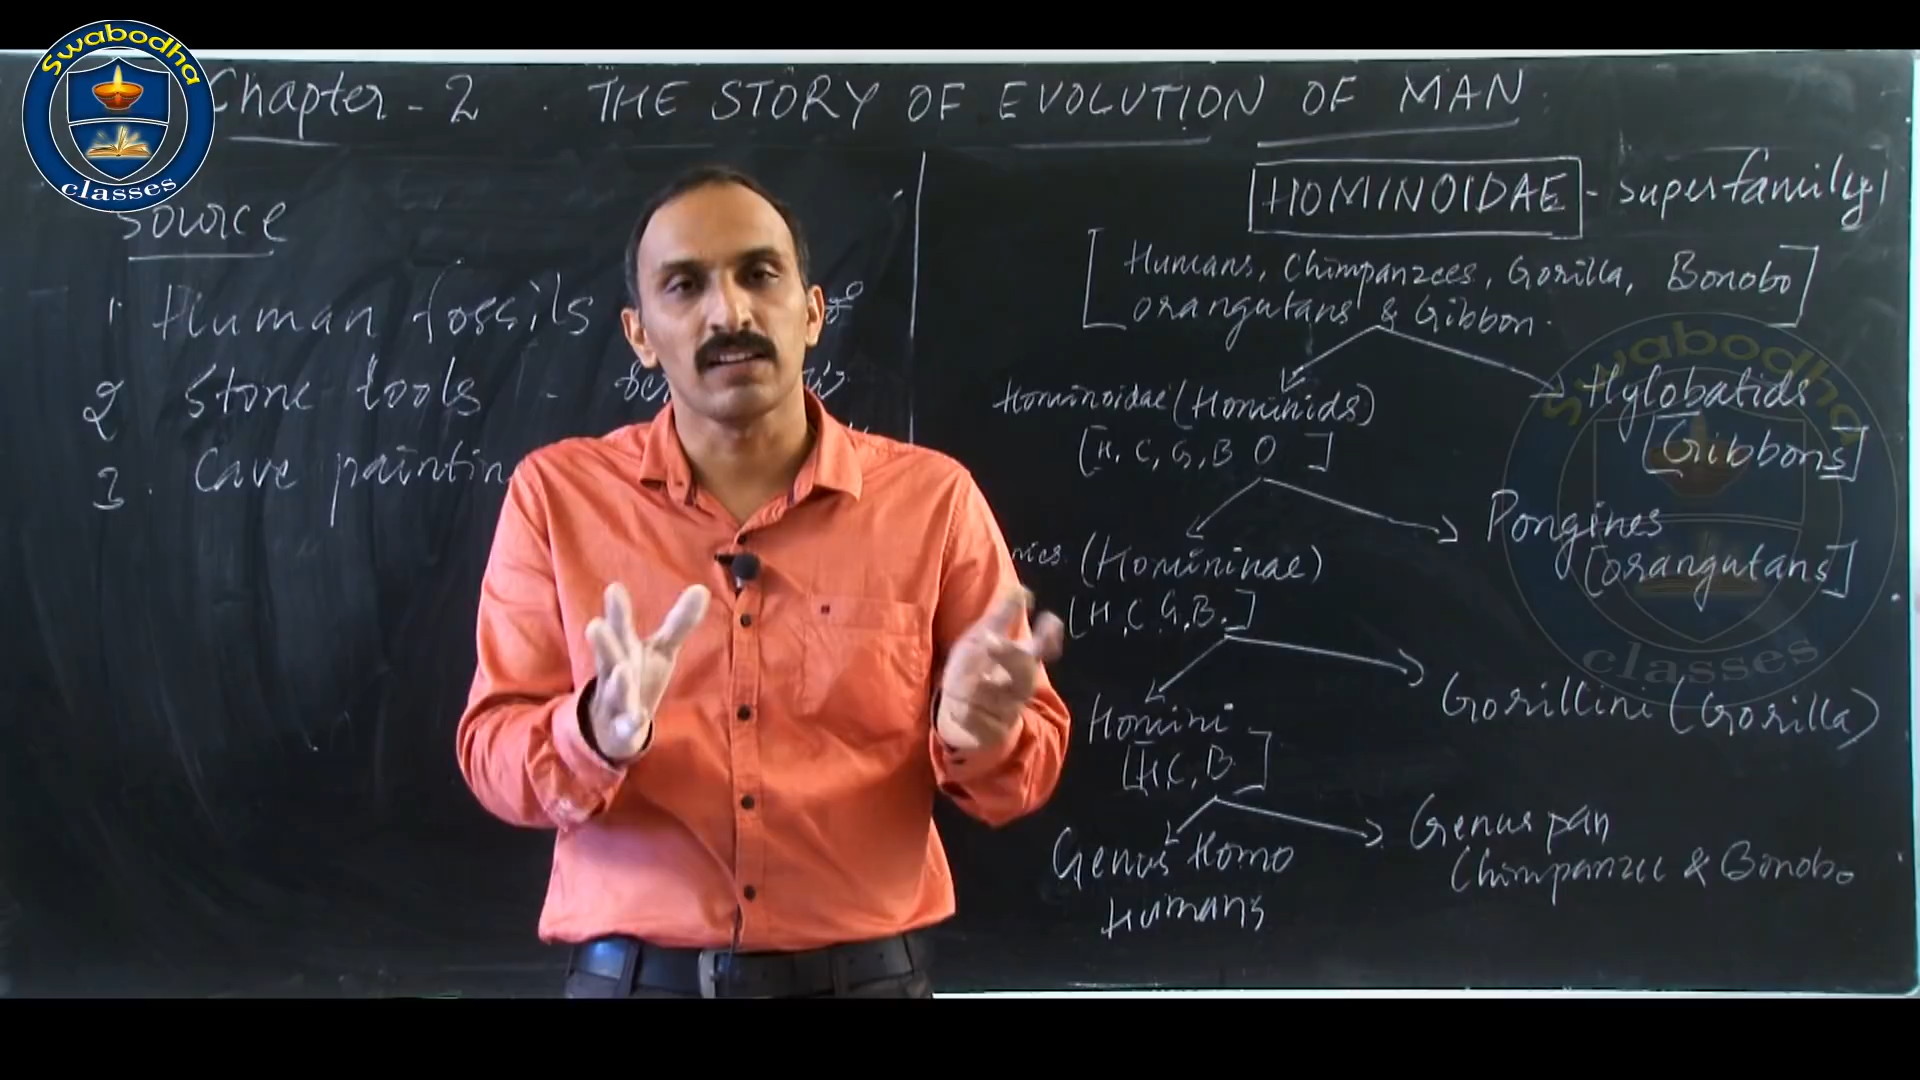 Swabodha
classes
Chapter - 2 . THE STORY OF EVOLUTION OF MAN
Source
1. Human fossils
2 Stone tools -
3. Cave paintin
HOMINOIDAE - Superfamily
[Humans, Chimpanzees, Gorilla, Bonobo
Orangutans & Gibbon.]
Hominoidae (Hominids)
[H, C, G, B O]
Hylobatids
[Gibbons]
(Homininae)
[H, C, G, B.]
Pongines
[Orangutans]
Homini
[H, C, B]
Gorillini (Gorilla)
Genus Homo
Humans
Genus pan
Chimpanzee & Bonobo
Swabodha
classes